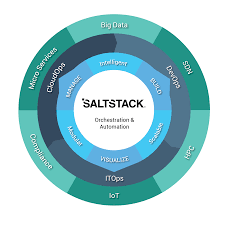 Big Data
SDN
HPC
IoT
Compliance
Micro Services
CloudOps
DevOps
ITOps
Intelligent
BUILD
Scalable
VISUALIZE
Modular
MANAGE
SALTSTACK
Orchestration &
Automation